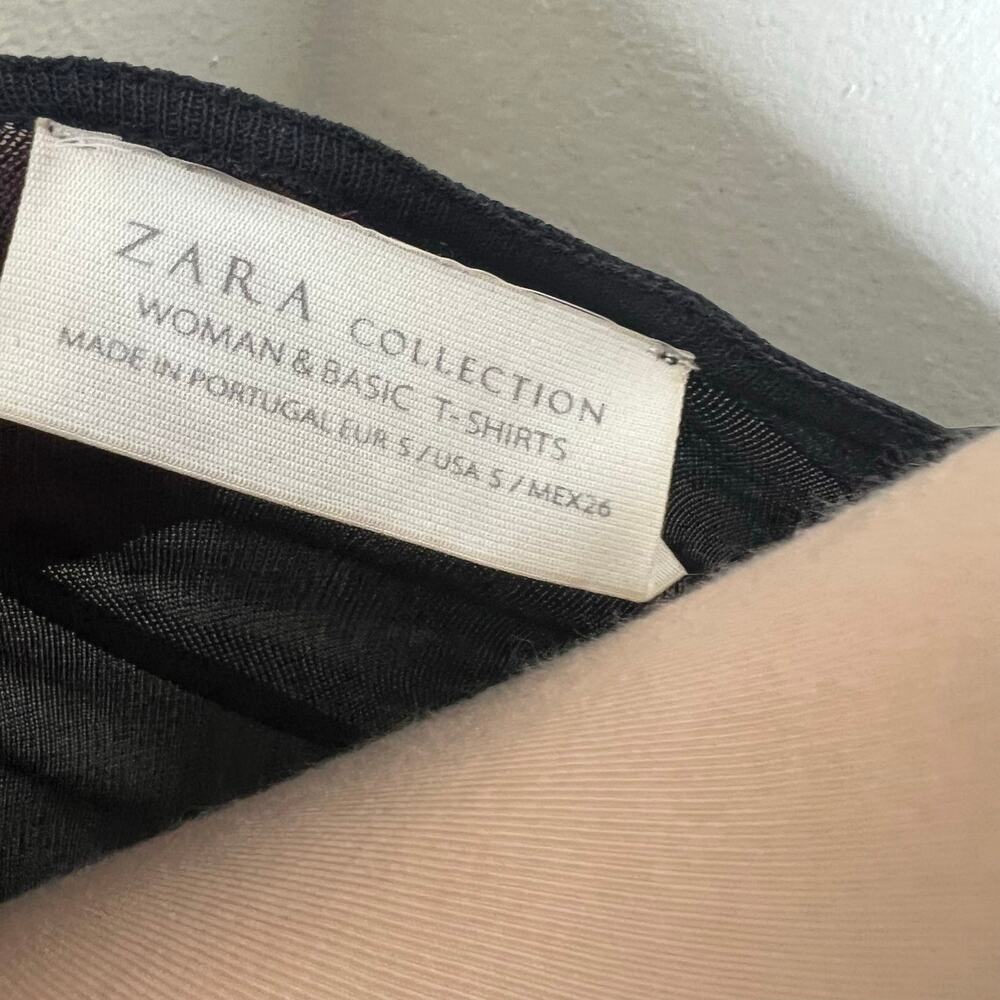 ZARA COLLECTION
WOMAN & BASIC T-SHIRTS
MADE IN PORTUGAL EUR S / USA S / MEX26